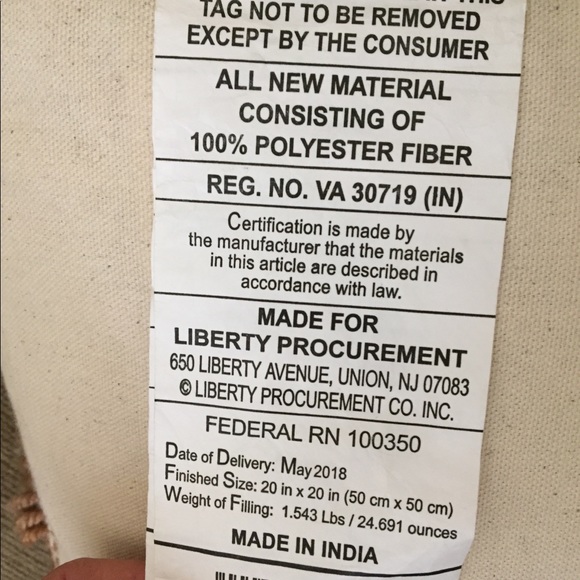 TAG NOT TO BE REMOVED
EXCEPT BY THE CONSUMER
ALL NEW MATERIAL
CONSISTING OF
100% POLYESTER FIBER
REG. NO. VA 30719 (IN)
Certification is made by
the manufacturer that the materials
in this article are described in
accordance with law.
MADE FOR
LIBERTY PROCUREMENT
650 LIBERTY AVENUE, UNION, NJ 07083
© LIBERTY PROCUREMENT CO. INC.
FEDERAL RN 100350
Date of Delivery: May 2018
Finished Size: 20 in x 20 in (50 cm x 50 cm)
Weight of Filling: 1.543 Lbs / 24.691 ounces
MADE IN INDIA